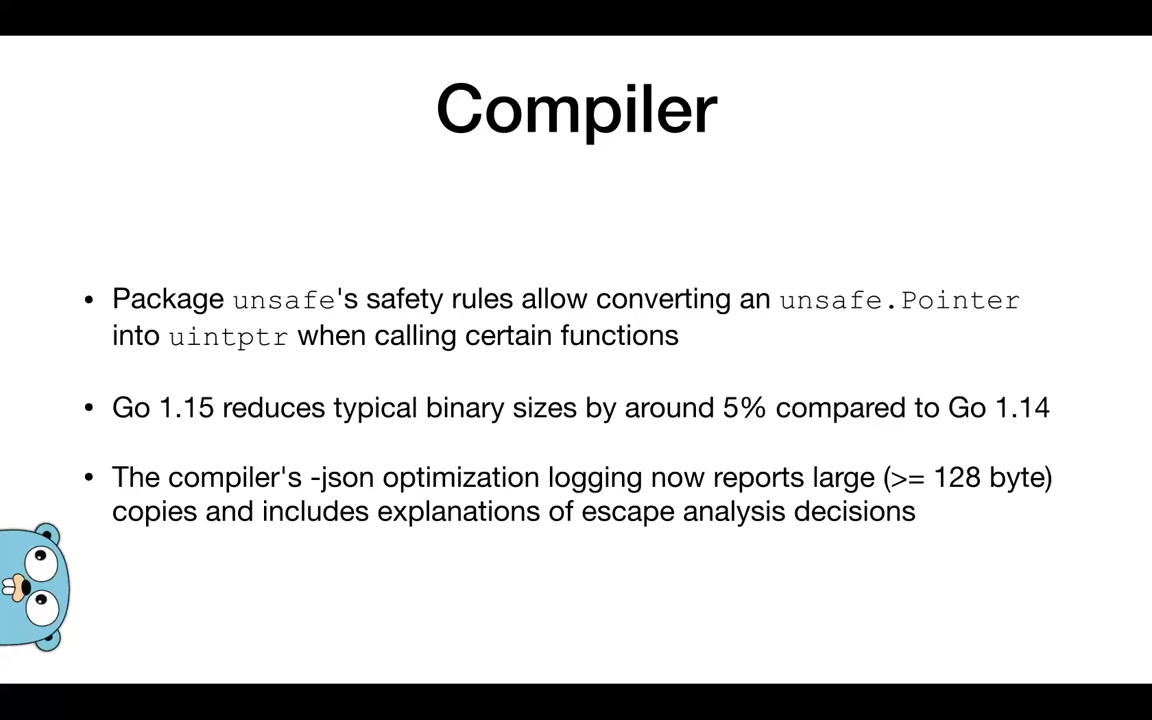 Compiler
• Package unsafe's safety rules allow converting an unsafe.Pointer
into uintptr when calling certain functions
• Go 1.15 reduces typical binary sizes by around 5% compared to Go 1.14
• The compiler's -json optimization logging now reports large (>= 128 byte)
copies and includes explanations of escape analysis decisions